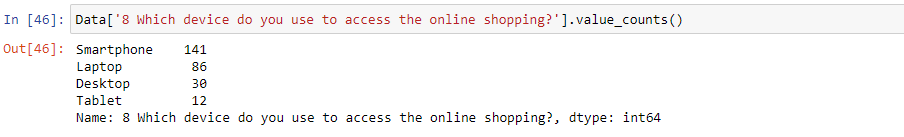 In [46]: Data['8 Which device do you use to access the online shopping?'].value_counts()
Out[46]: Smartphone    141
Laptop         86
Desktop        30
Tablet         12
Name: 8 Which device do you use to access the online shopping?, dtype: int64